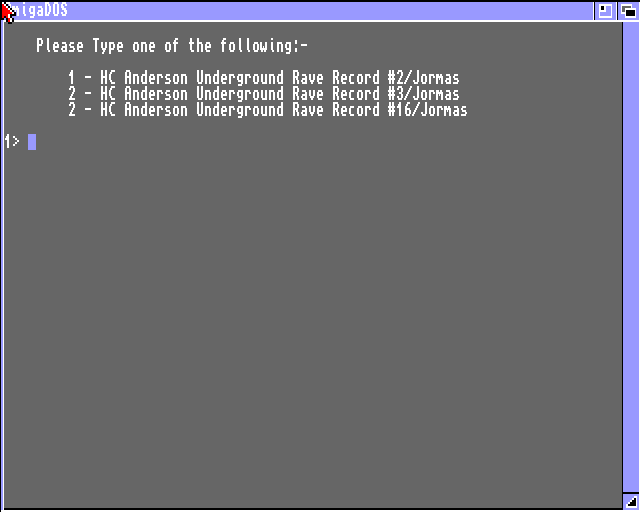 AmigaDOS
Please Type one of the following:-
1 - HC Anderson Underground Rave Record #2/Jormas
2 - HC Anderson Underground Rave Record #3/Jormas
2 - HC Anderson Underground Rave Record #16/Jormas
1>